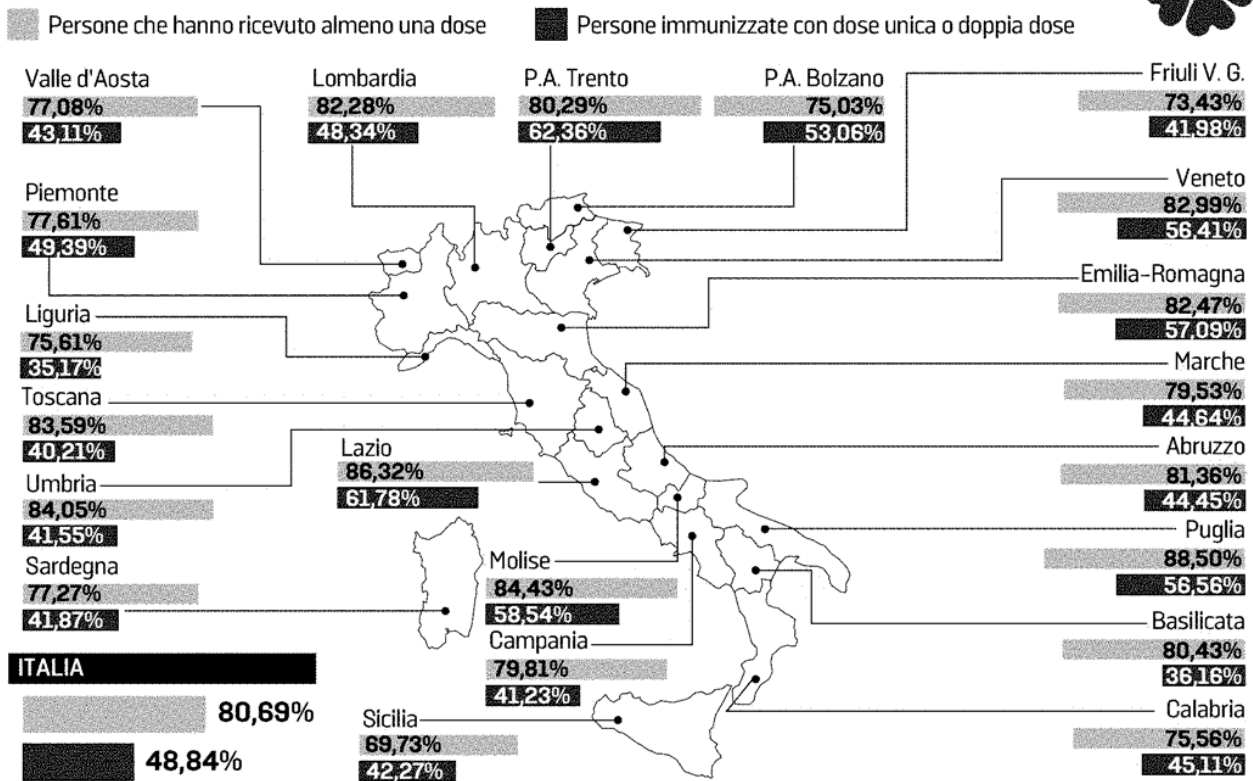 Persone che hanno ricevuto almeno una dose
Persone immunizzate con dose unica o doppia dose
Valle d'Aosta
77,08%
43,11%
Lombardia
82,28%
48,34%
P.A. Trento
80,29%
62,36%
P.A. Bolzano
75,03%
53,06%
Friuli V. G.
73,43%
41,98%
Piemonte
77,61%
49,39%
Veneto
82,99%
56,41%
Emilia-Romagna
82,47%
57,09%
Liguria
75,61%
35,17%
Marche
79,53%
44,64%
Toscana
83,59%
40,21%
Lazio
86,32%
61,78%
Abruzzo
81,36%
44,45%
Umbria
84,05%
41,55%
Puglia
88,50%
56,56%
Sardegna
77,27%
41,87%
Molise
84,43%
58,54%
Basilicata
80,43%
36,16%
Campania
79,81%
41,23%
Calabria
75,56%
45,11%
Sicilia
69,73%
42,27%
ITALIA
80,69%
48,84%